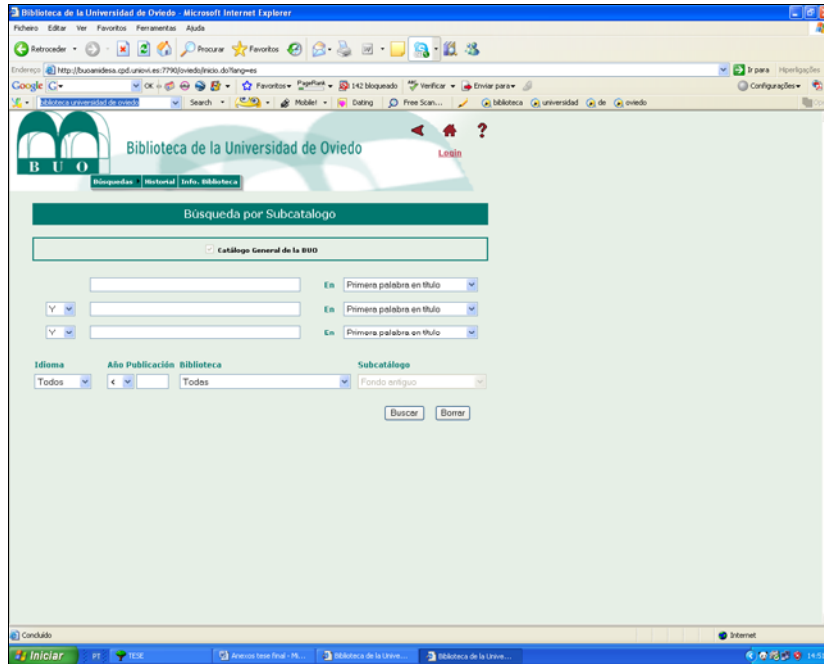 Biblioteca de la Universidad de Oviedo - Microsoft Internet Explorer
Ficheiro Editar Ver Favoritos Ferramentas Ajuda
Retroceder Procurar Favoritos
Endereço http://buoanidesa.cpd.uniovi.es:7790/oviedo/inicio.do?lang=es Ir para Hiperligações
Google G OK Favoritos PageRank 142 bloqueado Verificar Enviar para Configurações
biblioteca universidad de oviedo Search Mobile! Dating Free Scan... biblioteca universidad de oviedo
Biblioteca de la Universidad de Oviedo
Login
B U O
Búsquedas Historial Info. Biblioteca
Búsqueda por Subcatalogo
Catálogo General de la BUO
En Primera palabra en título
Y En Primera palabra en título
Y En Primera palabra en título
Idioma Año Publicación Biblioteca Subcatálogo
Todos < Todas Fondo antiguo
Buscar Borrar
Concluído Internet
Iniciar PT TESE Anexos tese final - Mi... Biblioteca de la Unive... Biblioteca de la Unive...